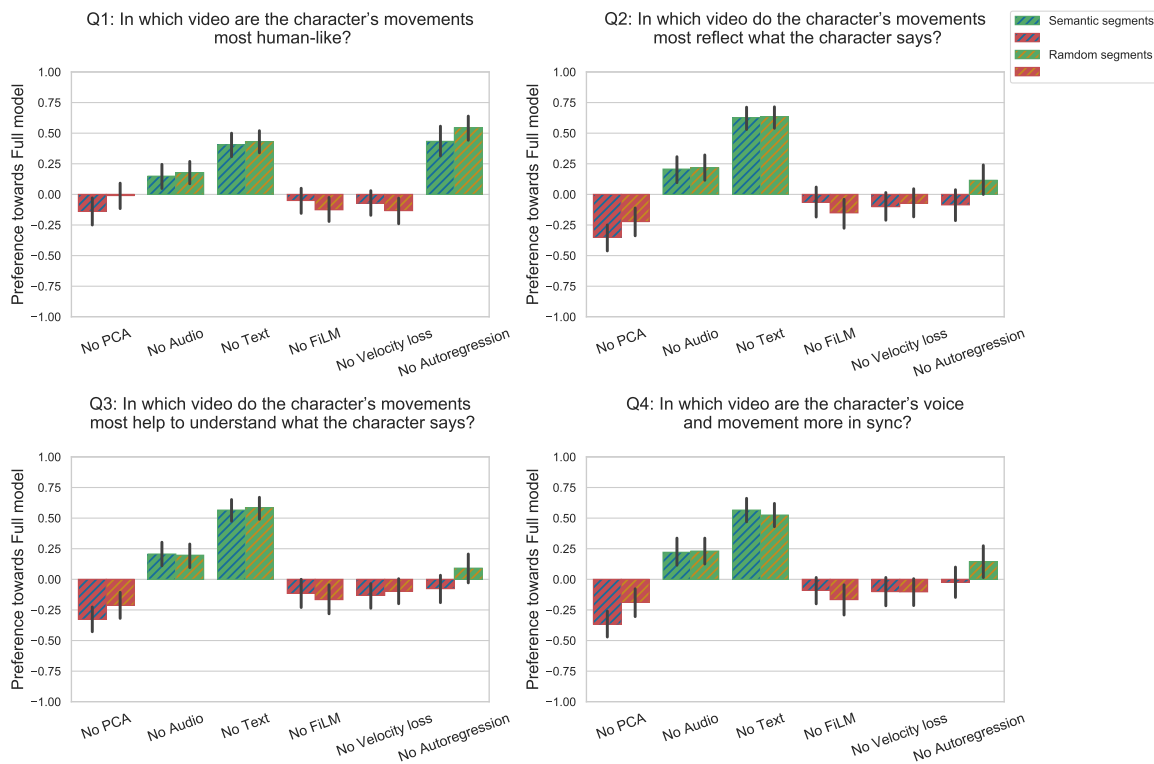 Q1: In which video are the character’s movements
most human-like?
Preference towards Full model
1.00
0.75
0.50
0.25
0.00
−0.25
−0.50
−0.75
−1.00
No PCA
No Audio
No Text
No FiLM
No Velocity loss
No Autoregression
Q2: In which video do the character’s movements
most reflect what the character says?
Preference towards Full model
1.00
0.75
0.50
0.25
0.00
−0.25
−0.50
−0.75
−1.00
No PCA
No Audio
No Text
No FiLM
No Velocity loss
No Autoregression
Semantic segments
Ramdom segments
Q3: In which video do the character’s movements
most help to understand what the character says?
Preference towards Full model
1.00
0.75
0.50
0.25
0.00
−0.25
−0.50
−0.75
−1.00
No PCA
No Audio
No Text
No FiLM
No Velocity loss
No Autoregression
Q4: In which video are the character’s voice
and movement more in sync?
Preference towards Full model
1.00
0.75
0.50
0.25
0.00
−0.25
−0.50
−0.75
−1.00
No PCA
No Audio
No Text
No FiLM
No Velocity loss
No Autoregression